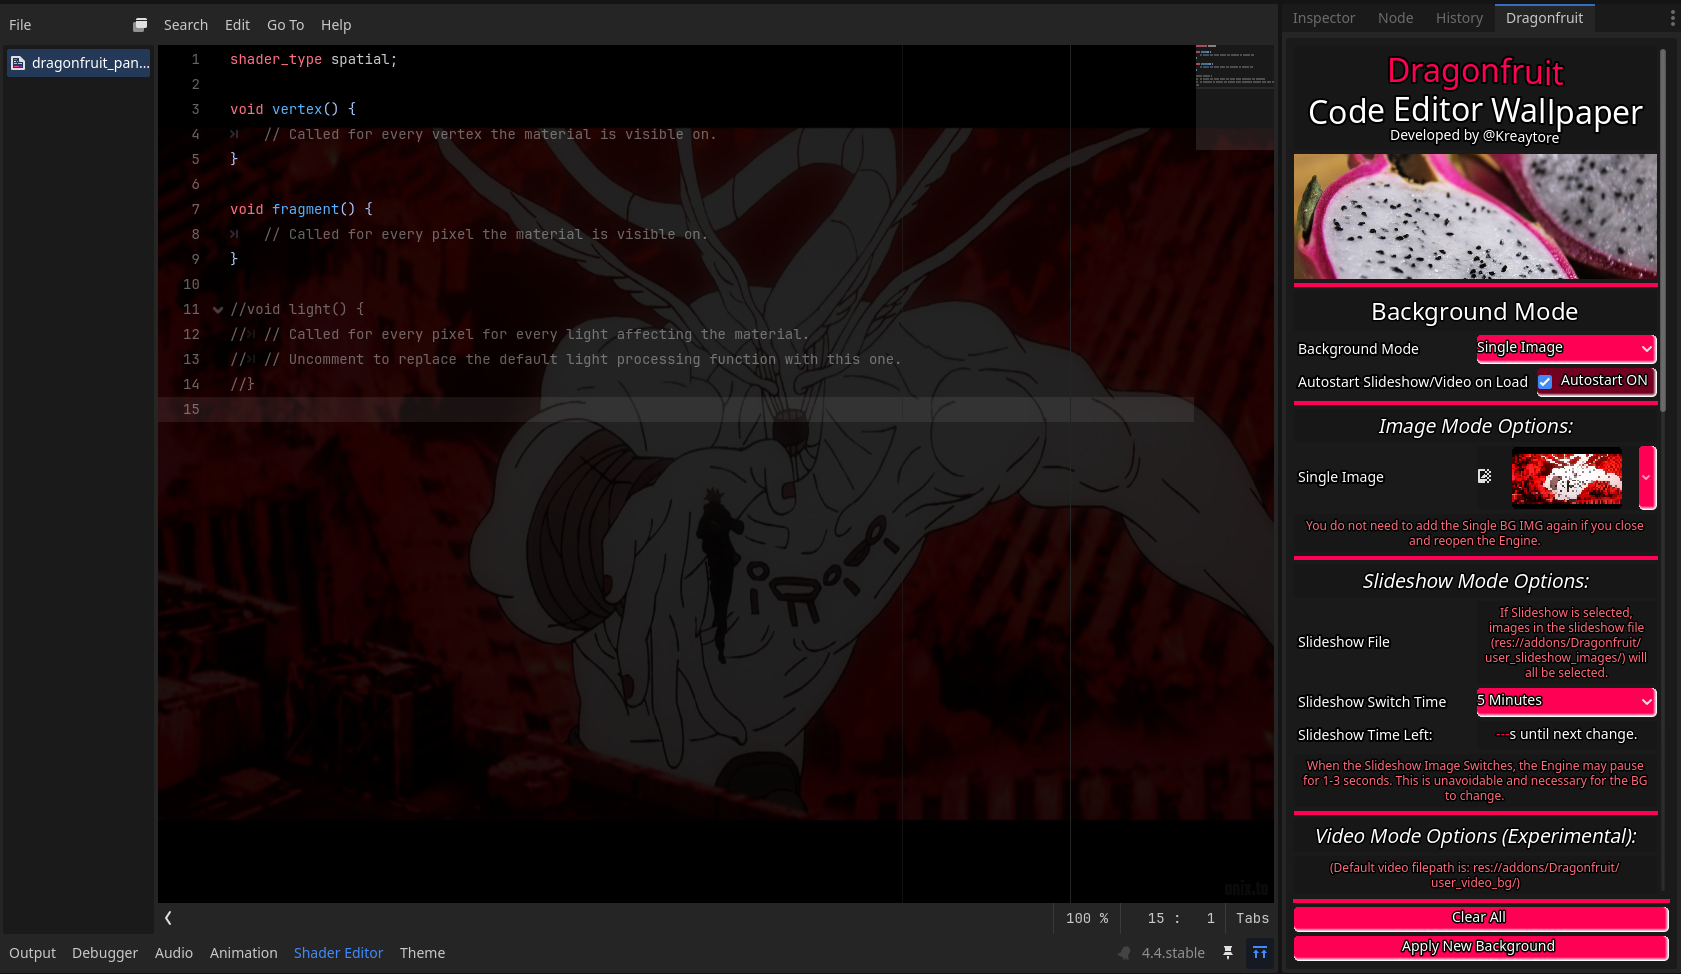 File
Search Edit Go To Help
dragonfruit_pan...
1 shader_type spatial;
2
3 void vertex() {
4 // Called for every vertex the material is visible on.
5 }
6
7 void fragment() {
8 // Called for every pixel the material is visible on.
9 }
10
11 //void light() {
12 // // Called for every pixel for every light affecting the material.
13 // // Uncomment to replace the default light processing function with this one.
14 //}
15
unix.to
100 % 15 : 1 Tabs
Output Debugger Audio Animation Shader Editor Theme
4.4.stable
Inspector Node History Dragonfruit
Dragonfruit
Code Editor Wallpaper
Developed by @Kreaytore
Background Mode
Background Mode Single Image
Autostart Slideshow/Video on Load Autostart ON
Image Mode Options:
Single Image
You do not need to add the Single BG IMG again if you close
and reopen the Engine.
Slideshow Mode Options:
Slideshow File
If Slideshow is selected,
images in the slideshow file
(res://addons/Dragonfruit/
user_slideshow_images/) will
all be selected.
Slideshow Switch Time 5 Minutes
Slideshow Time Left: ---s until next change.
When the Slideshow Image Switches, the Engine may pause
for 1-3 seconds. This is unavoidable and necessary for the BG
to change.
Video Mode Options (Experimental):
(Default video filepath is: res://addons/Dragonfruit/
user_video_bg/)
Clear All
Apply New Background